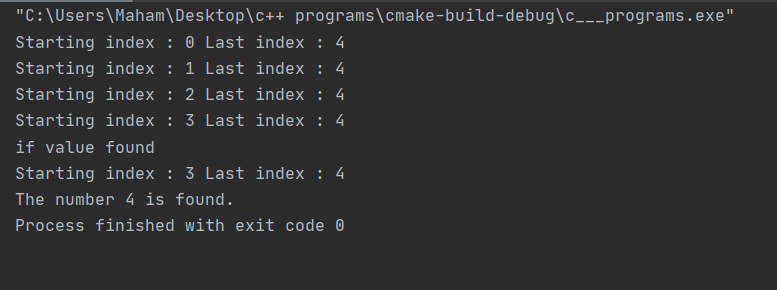 "C:\Users\Maham\Desktop\c++ programs\cmake-build-debug\c___programs.exe"
Starting index : 0 Last index : 4
Starting index : 1 Last index : 4
Starting index : 2 Last index : 4
Starting index : 3 Last index : 4
if value found
Starting index : 3 Last index : 4
The number 4 is found.
Process finished with exit code 0